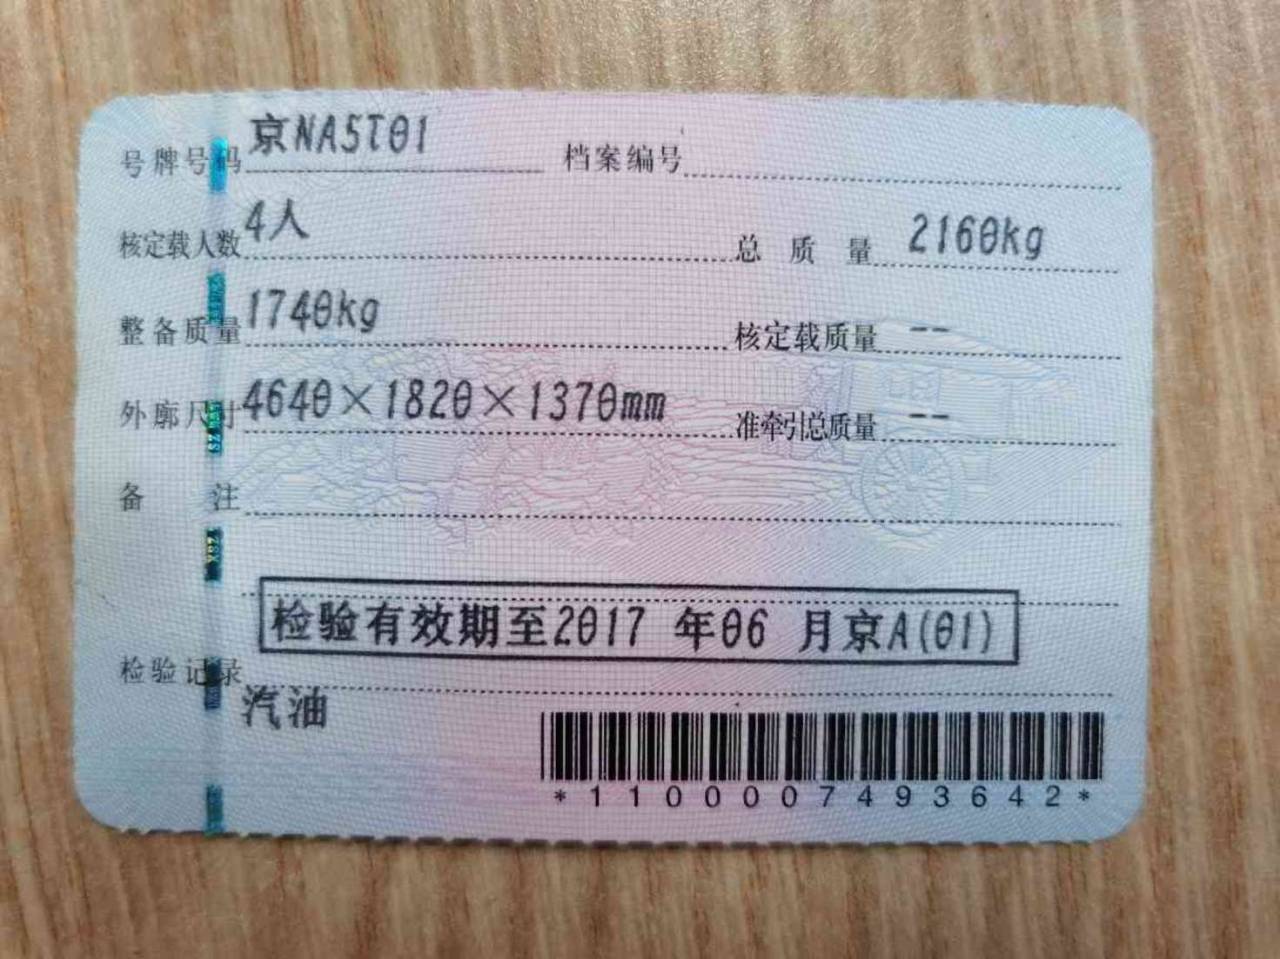 号牌号码 京NA5T01 档案编号
核定载人数 4人 总质量 2160kg
整备质量 1740kg 核定载质量 --
外廓尺寸 4640×1820×1370mm 准牵引总质量 --
备注
检验有效期至2017 年06 月京A(01)
检验记录
汽油
*1100007493642*